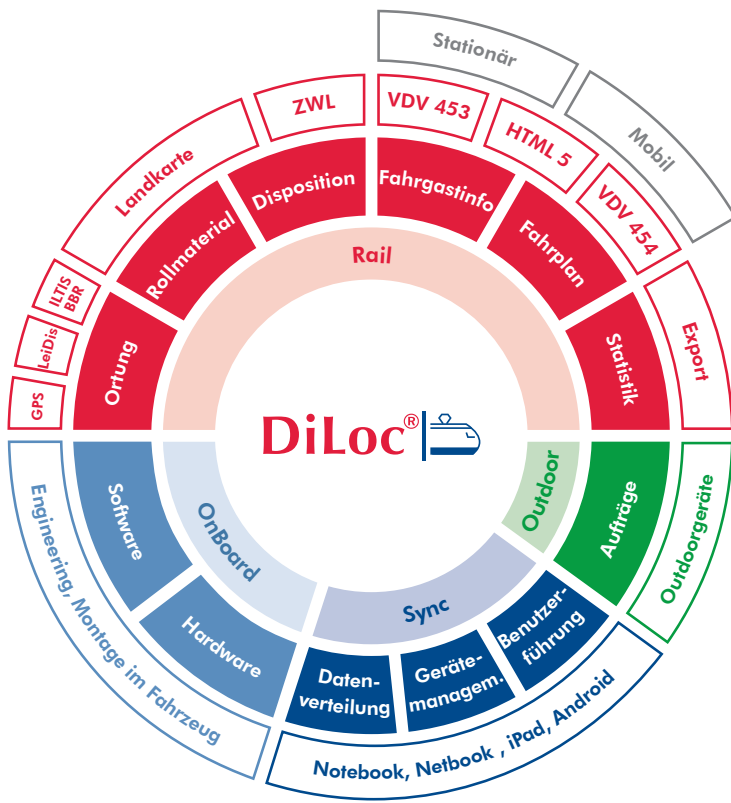 Stationär
Mobil
ZWL
VDV 453
HTML 5
VDV 454
Landkarte
Export
ILTIS
BBR
LeiDis
GPS
Ortung
Rollmaterial
Disposition
Fahrgastinfo
Fahrplan
Statistik
Rail
DiLoc®
Outdoor
Aufträge
Outdoorgeräte
OnBoard
Software
Hardware
Engineering, Montage im Fahrzeug
Sync
Daten-
verteilung
Geräte-
managem.
Benutzer-
führung
Notebook, Netbook , iPad, Android